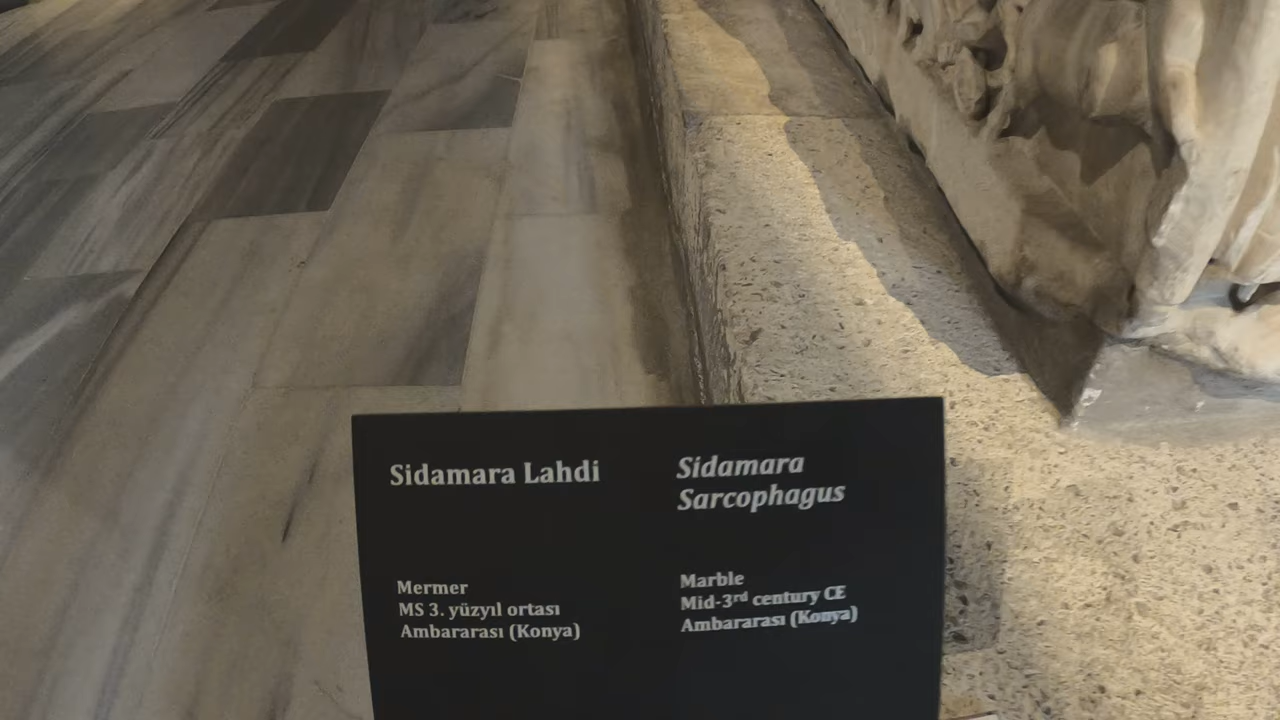 Sidamara Lahdi
Mermer
MS 3. yüzyıl ortası
Ambararası (Konya)
Sidamara
Sarcophagus
Marble
Mid-3rd century CE
Ambararası (Konya)